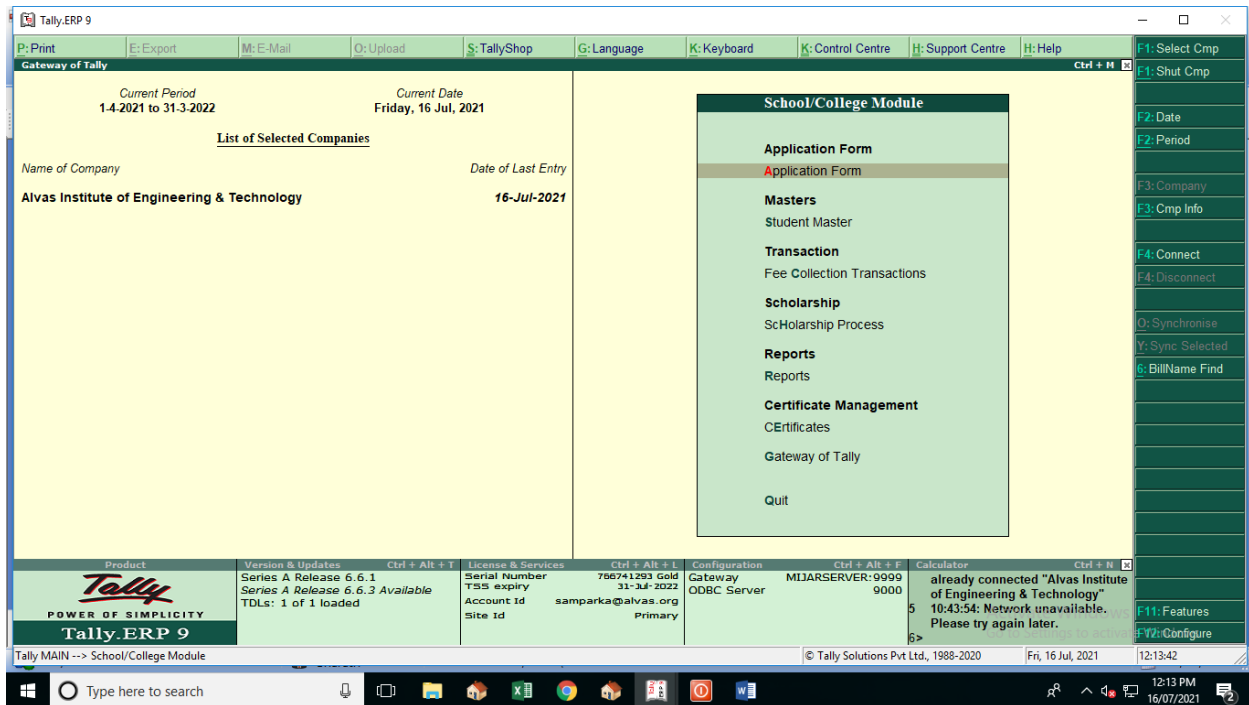 Tally.ERP 9
P: Print E: Export M: E-Mail O: Upload S: TallyShop G: Language K: Keyboard K: Control Centre H: Support Centre H: Help
Gateway of Tally Ctrl + M
Current Period Current Date
1-4-2021 to 31-3-2022 Friday, 16 Jul, 2021
List of Selected Companies
Name of Company Date of Last Entry
Alvas Institute of Engineering & Technology 16-Jul-2021
School/College Module
Application Form
Application Form
Masters
Student Master
Transaction
Fee Collection Transactions
Scholarship
ScHolarship Process
Reports
Reports
Certificate Management
CErtificates
Gateway of Tally
Quit
F1: Select Cmp
F1: Shut Cmp
F2: Date
F2: Period
F3: Company
F3: Cmp Info
F4: Connect
F4: Disconnect
O: Synchronise
Y: Sync Selected
6: BillName Find
F11: Features
F12: Configure
Product
Tally
POWER OF SIMPLICITY
Tally.ERP 9
Version & Updates Ctrl + Alt + T
Series A Release 6.6.1
Series A Release 6.6.3 Available
TDLs: 1 of 1 loaded
License & Services Ctrl + Alt + L
Serial Number 766741293 Gold
TSS expiry 31-Jul-2022
Account Id samparka@alvas.org
Site Id Primary
Configuration Ctrl + Alt + F
Gateway MIJARSERVER:9999
ODBC Server 9000
Calculator Ctrl + N
already connected "Alvas Institute
of Engineering & Technology"
5 10:43:54: Network unavailable.
Please try again later.
6>
Tally MAIN --> School/College Module © Tally Solutions Pvt Ltd., 1988-2020 Fri, 16 Jul, 2021 12:13:42
Type here to search
12:13 PM
16/07/2021
2